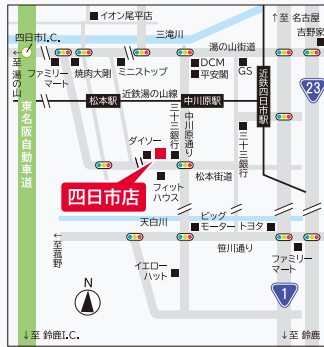 イオン尾平店
↑至 名古屋
吉野家
四日市I.C.
三滝川
湯の山街道
←至 湯の山
ファミリー
マート
焼肉大剛
ミニストップ
DCM
平安閣
GS
近鉄四日市駅
23
近鉄湯の山線
松本駅
中川原駅
東名阪自動車道
ダイソー
三十三銀行
中川原通り
三十三銀行
四日市店
フィット
ハウス
松本街道
天白川
ビッグ
モーター
トヨタ
←至菰野
笹川通り
イエロー
ハット
ファミリー
マート
N
1
↓至 鈴鹿I.C.
↓至 鈴鹿